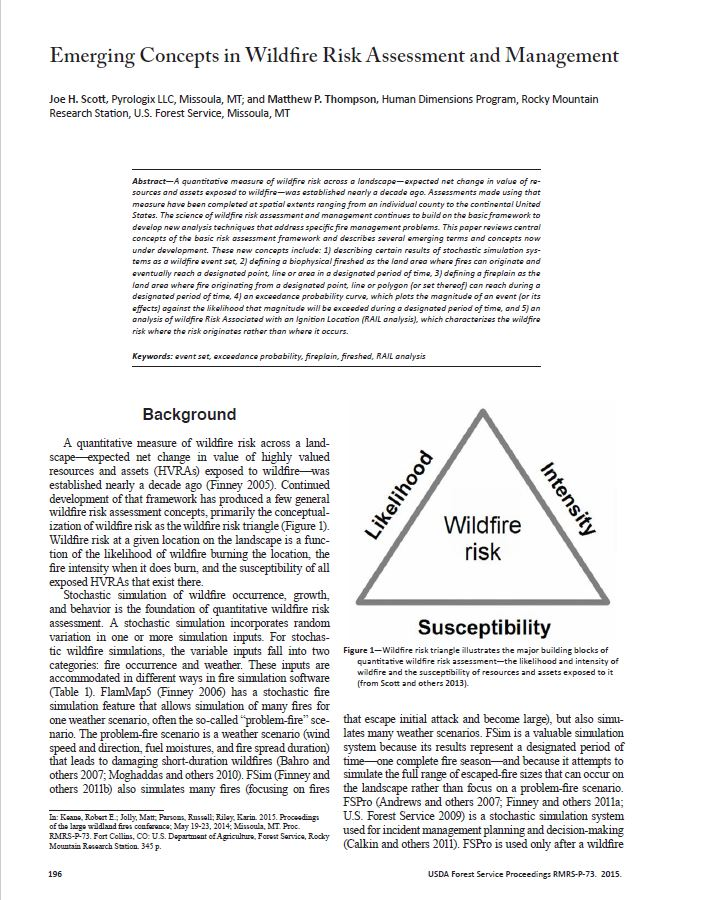 Emerging Concepts in Wildfire Risk Assessment and Management
Joe H. Scott, Pyrologix LLC, Missoula, MT; and Matthew P. Thompson, Human Dimensions Program, Rocky Mountain
Research Station, U.S. Forest Service, Missoula, MT
Abstract—A quantitative measure of wildfire risk across a landscape—expected net change in value of re-
sources and assets exposed to wildfire—was established nearly a decade ago. Assessments made using that
measure have been completed at spatial extents ranging from an individual county to the continental United
States. The science of wildfire risk assessment and management continues to build on the basic framework to
develop new analysis techniques that address specific fire management problems. This paper reviews central
concepts of the basic risk assessment framework and describes several emerging terms and concepts now
under development. These new concepts include: 1) describing certain results of stochastic simulation sys-
tems as a wildfire event set, 2) defining a biophysical fireshed as the land area where fires can originate and
eventually reach a designated point, line or area in a designated period of time, 3) defining a fireplain as the
land area where fire originating from a designated point, line or polygon (or set thereof) can reach during a
designated period of time, 4) an exceedance probability curve, which plots the magnitude of an event (or its
effects) against the likelihood that magnitude will be exceeded during a designated period of time, and 5) an
analysis of wildfire Risk Associated with an Ignition Location (RAIL analysis), which characterizes the wildfire
risk where the risk originates rather than where it occurs.
Keywords: event set, exceedance probability, fireplain, fireshed, RAIL analysis
Background
A quantitative measure of wildfire risk across a land-
scape—expected net change in value of highly valued
resources and assets (HVRAs) exposed to wildfire—was
established nearly a decade ago (Finney 2005). Continued
development of that framework has produced a few general
wildfire risk assessment concepts, primarily the conceptual-
ization of wildfire risk as the wildfire risk triangle (Figure 1).
Wildfire risk at a given location on the landscape is a func-
tion of the likelihood of wildfire burning the location, the
fire intensity when it does burn, and the susceptibility of all
exposed HVRAs that exist there.
Stochastic simulation of wildfire occurrence, growth,
and behavior is the foundation of quantitative wildfire risk
assessment. A stochastic simulation incorporates random
variation in one or more simulation inputs. For stochas-
tic wildfire simulations, the variable inputs fall into two
categories: fire occurrence and weather. These inputs are
accommodated in different ways in fire simulation software
(Table 1). FlamMap5 (Finney 2006) has a stochastic fire
simulation feature that allows simulation of many fires for
one weather scenario, often the so-called “problem-fire” sce-
nario. The problem-fire scenario is a weather scenario (wind
speed and direction, fuel moistures, and fire spread duration)
that leads to damaging short-duration wildfires (Bahro and
others 2007; Moghaddas and others 2010). FSim (Finney and
others 2011b) also simulates many fires (focusing on fires
In: Keane, Robert E.; Jolly, Matt; Parsons, Russell; Riley, Karin. 2015. Proceedings
of the large wildland fires conference; May 19-23, 2014; Missoula, MT. Proc.
RMRS-P-73. Fort Collins, CO: U.S. Department of Agriculture, Forest Service, Rocky
Mountain Research Station. 345 p.
Likelihood
Intensity
Wildfire
risk
Susceptibility
Figure 1—Wildfire risk triangle illustrates the major building blocks of
quantitative wildfire risk assessment—the likelihood and intensity of
wildfire and the susceptibility of resources and assets exposed to it
(from Scott and others 2013).
that escape initial attack and become large), but also simu-
lates many weather scenarios. FSim is a valuable simulation
system because its results represent a designated period of
time—one complete fire season—and because it attempts to
simulate the full range of escaped-fire sizes that can occur on
the landscape rather than focus on a problem-fire scenario.
FSPro (Andrews and others 2007; Finney and others 2011a;
U.S. Forest Service 2009) is a stochastic simulation system
used for incident management planning and decision-making
(Calkin and others 2011). FSPro is used only after a wildfire
196
USDA Forest Service Proceedings RMRS-P-73. 2015.